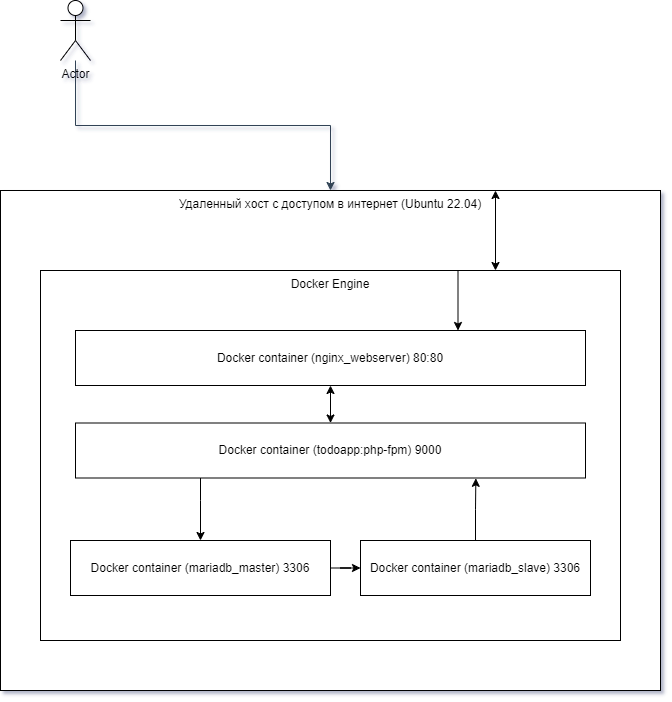 Actor
Удаленный хост с доступом в интернет (Ubuntu 22.04)
Docker Engine
Docker container (nginx_webserver) 80:80
Docker container (todoapp:php-fpm) 9000
Docker container (mariadb_master) 3306
Docker container (mariadb_slave) 3306